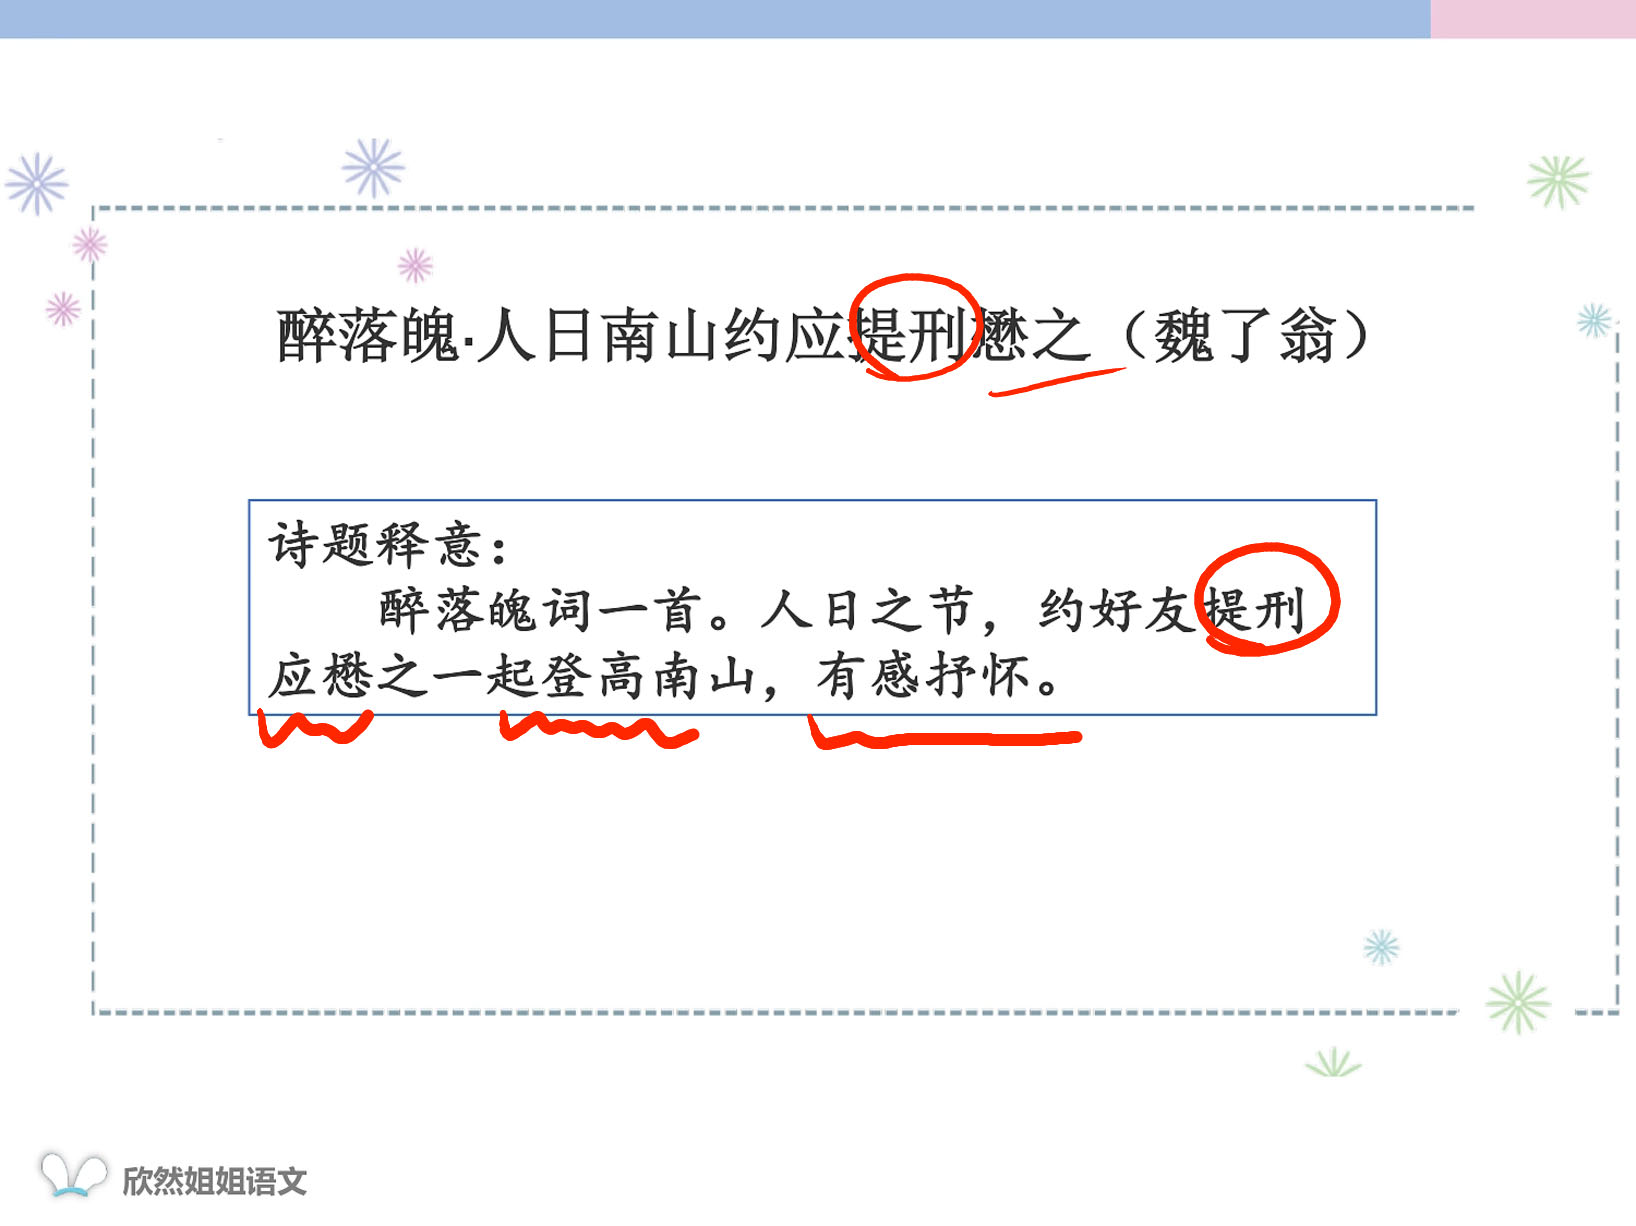 醉落魄·人日南山约应提刑懋之（魏了翁）
诗题释意：
醉落魄词一首。人日之节，约好友提刑
应懋之一起登高南山，有感抒怀。
欣然姐姐语文